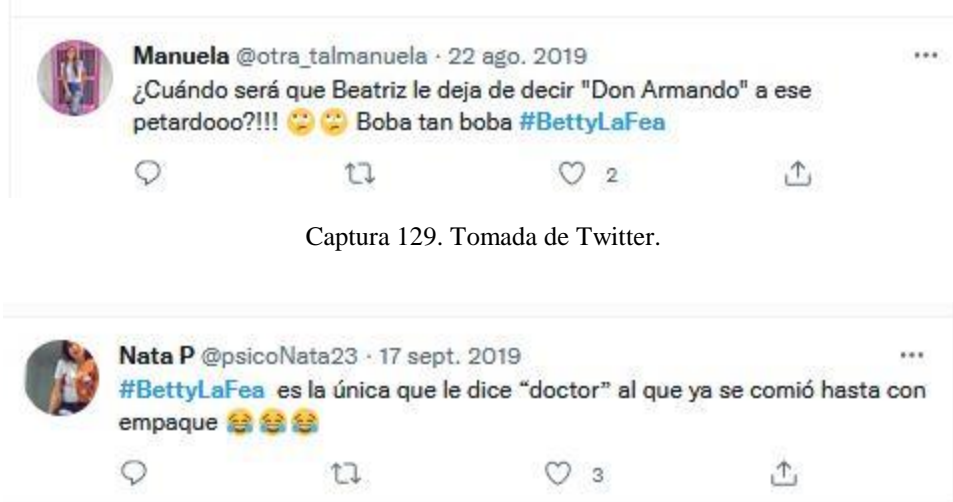 Manuela @otra_talmanuela · 22 ago. 2019
¿Cuándo será que Beatriz le deja de decir "Don Armando" a ese
petardooo?!!! 🙄 🙄 Boba tan boba #BettyLaFea
2
Captura 129. Tomada de Twitter.
Nata P @psicoNata23 · 17 sept. 2019
#BettyLaFea es la única que le dice “doctor” al que ya se comió hasta con
empaque 😂 😂 😂
3